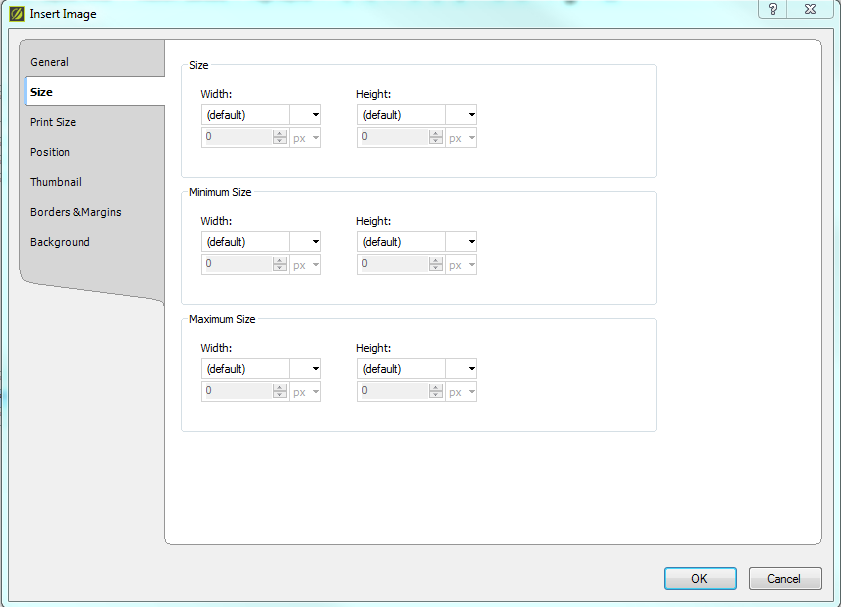 Insert Image
?
General
Size
Print Size
Position
Thumbnail
Borders &Margins
Background
Size
Width: Height:
(default) (default)
0 px 0 px
Minimum Size
Width: Height:
(default) (default)
0 px 0 px
Maximum Size
Width: Height:
(default) (default)
0 px 0 px
OK Cancel